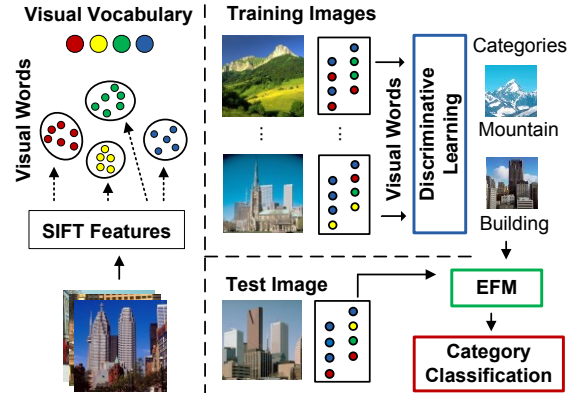 Visual Vocabulary
Visual Words
SIFT Features
Training Images
...
...
Visual Words
Discriminative
Learning
Categories
Mountain
Building
Test Image
EFM
Category
Classification